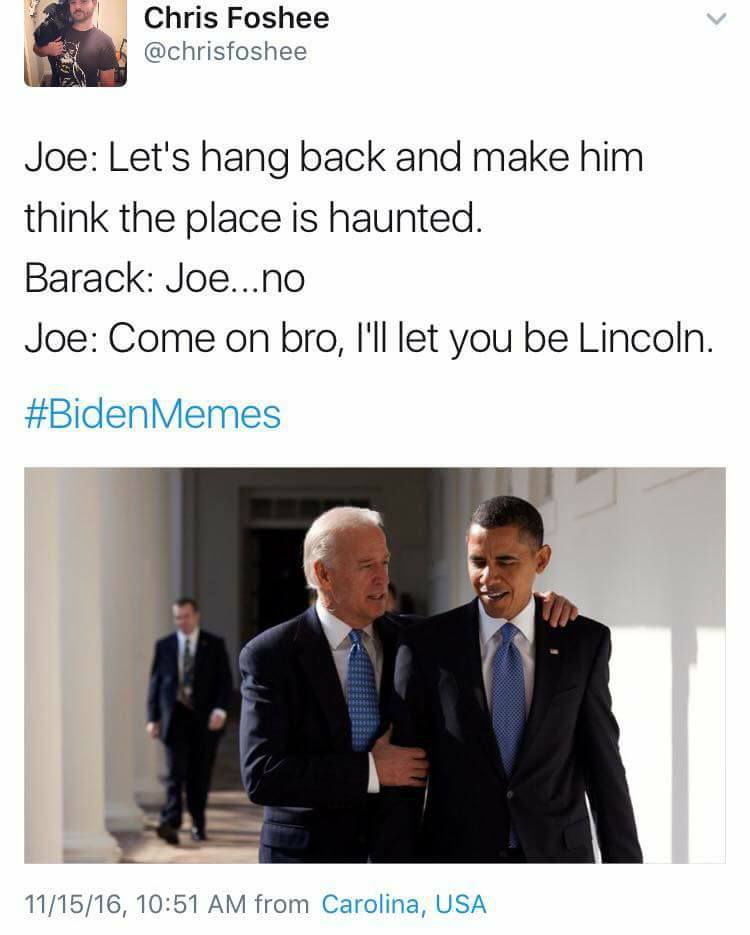 Chris Foshee
@chrisfoshee
Joe: Let's hang back and make him
think the place is haunted.
Barack: Joe...no
Joe: Come on bro, I'll let you be Lincoln.
#BidenMemes
11/15/16, 10:51 AM from Carolina, USA